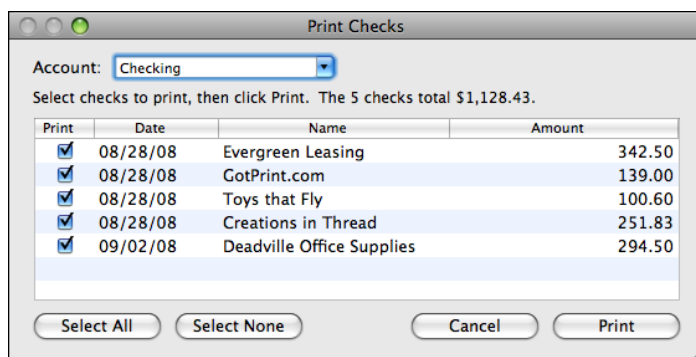 Print Checks
Account: Checking
Select checks to print, then click Print. The 5 checks total $1,128.43.
Print Date Name Amount
08/28/08 Evergreen Leasing 342.50
08/28/08 GotPrint.com 139.00
08/28/08 Toys that Fly 100.60
08/28/08 Creations in Thread 251.83
09/02/08 Deadville Office Supplies 294.50
Select All Select None Cancel Print